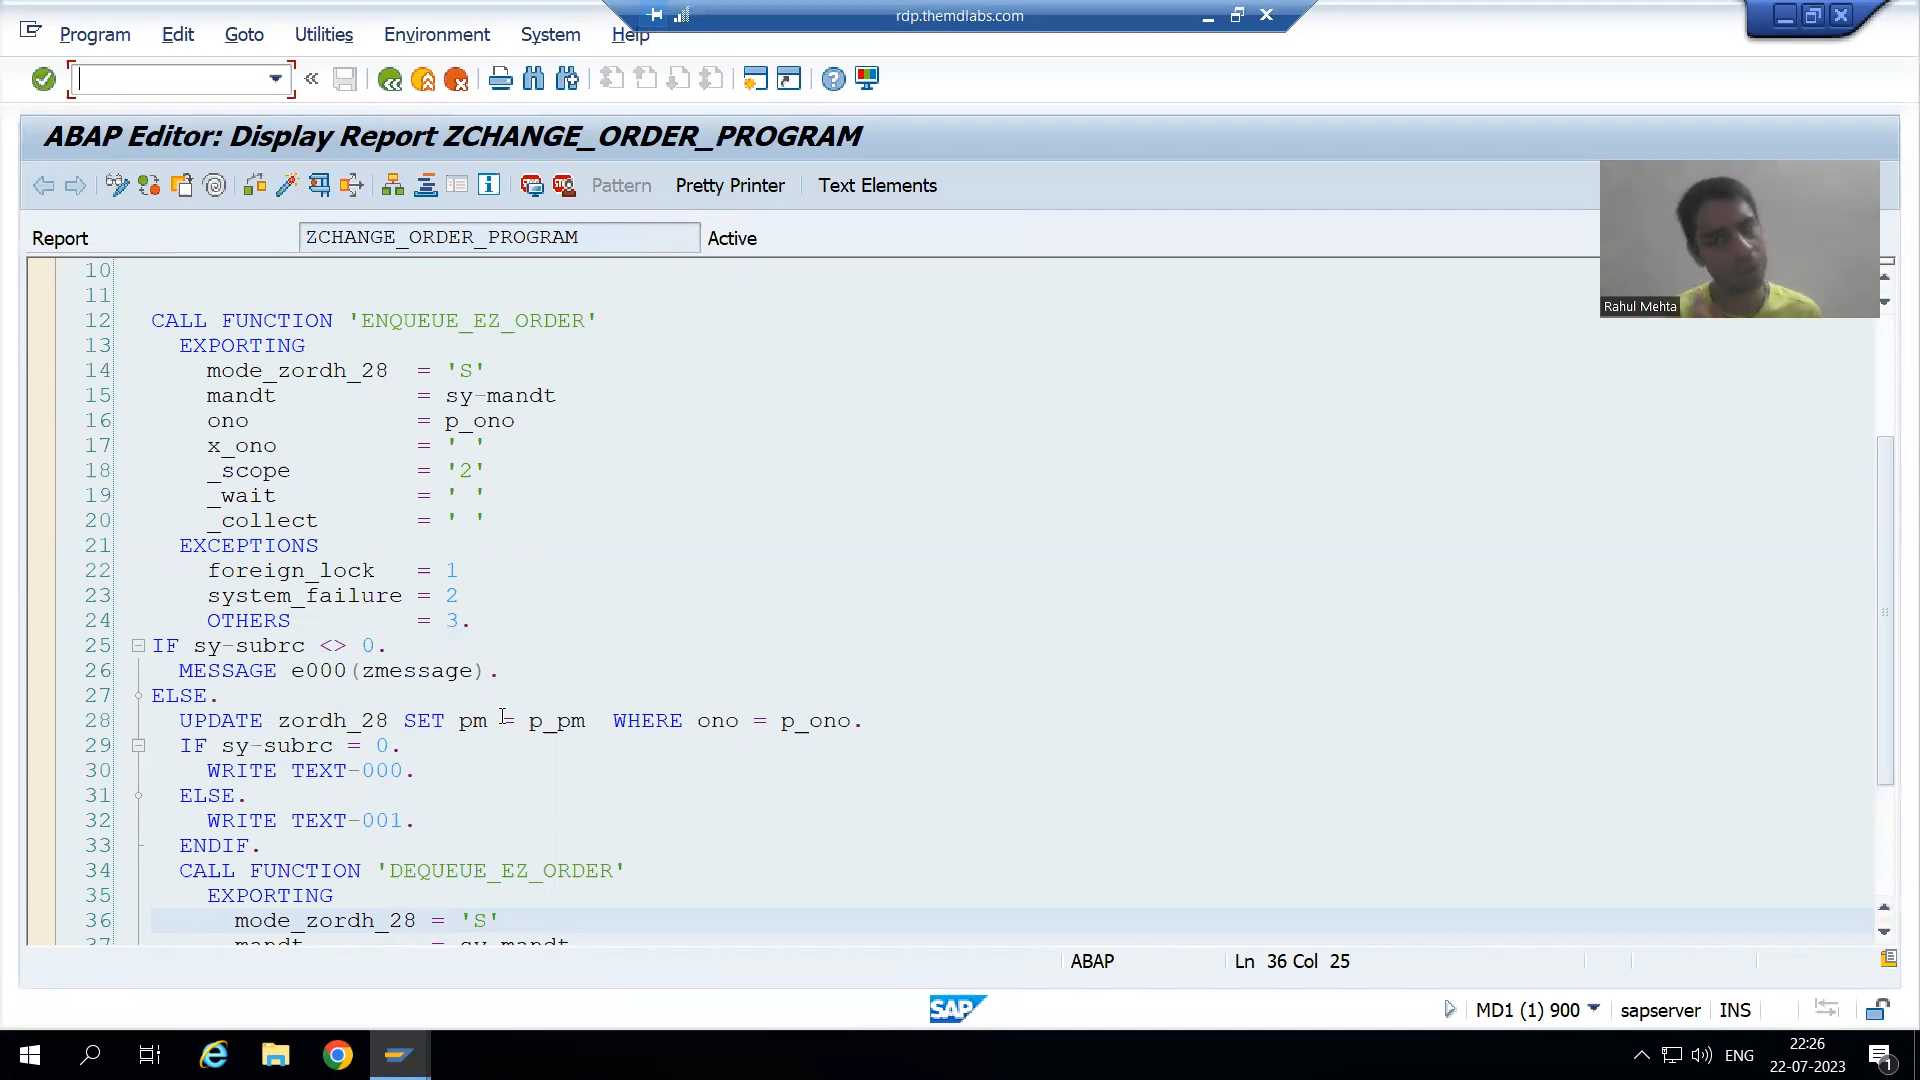 rdp.themdlabs.com
Program Edit Goto Utilities Environment System Help
ABAP Editor: Display Report ZCHANGE_ORDER_PROGRAM
Pattern Pretty Printer Text Elements
Report ZCHANGE_ORDER_PROGRAM Active
Rahul Mehta
10
11
12 CALL FUNCTION 'ENQUEUE_EZ_ORDER'
13 EXPORTING
14 mode_zordh_28 = 'S'
15 mandt = sy-mandt
16 ono = p_ono
17 x_ono = ' '
18 _scope = '2'
19 _wait = ' '
20 _collect = ' '
21 EXCEPTIONS
22 foreign_lock = 1
23 system_failure = 2
24 OTHERS = 3.
25 IF sy-subrc <> 0.
26 MESSAGE e000(zmessage).
27 ELSE.
28 UPDATE zordh_28 SET pm = p_pm WHERE ono = p_ono.
29 IF sy-subrc = 0.
30 WRITE TEXT-000.
31 ELSE.
32 WRITE TEXT-001.
33 ENDIF.
34 CALL FUNCTION 'DEQUEUE_EZ_ORDER'
35 EXPORTING
36 mode_zordh_28 = 'S'
37 mandt = sy-mandt
ABAP Ln 36 Col 25
SAP MD1 (1) 900 sapserver INS
ENG 22:26
22-07-2023 1